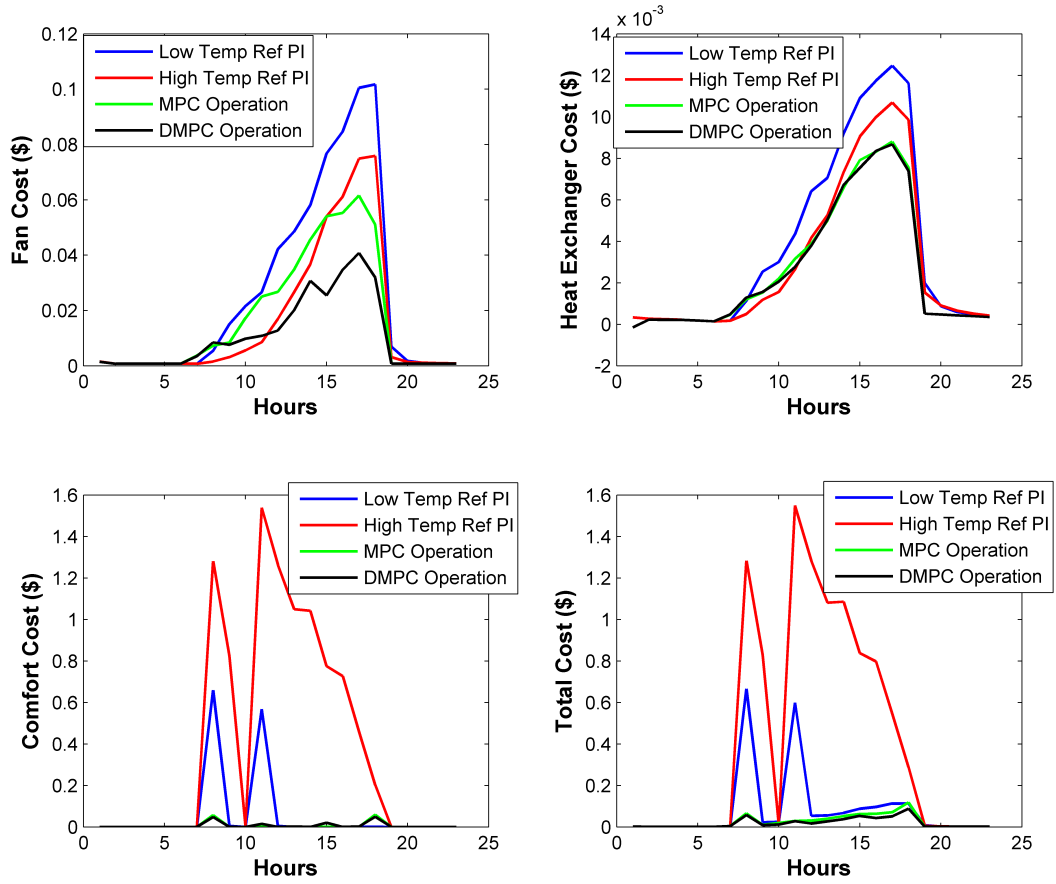 0.12
0.1
0.08
0.06
0.04
0.02
0
0 5 10 15 20 25
Fan Cost ($)
Hours
Low Temp Ref PI
High Temp Ref PI
MPC Operation
DMPC Operation
x 10-3
14
12
10
8
6
4
2
0
-2
0 5 10 15 20 25
Heat Exchanger Cost ($)
Hours
Low Temp Ref PI
High Temp Ref PI
MPC Operation
DMPC Operation
1.6
1.4
1.2
1
0.8
0.6
0.4
0.2
0
0 5 10 15 20 25
Comfort Cost ($)
Hours
Low Temp Ref PI
High Temp Ref PI
MPC Operation
DMPC Operation
1.6
1.4
1.2
1
0.8
0.6
0.4
0.2
0
0 5 10 15 20 25
Total Cost ($)
Hours
Low Temp Ref PI
High Temp Ref PI
MPC Operation
DMPC Operation